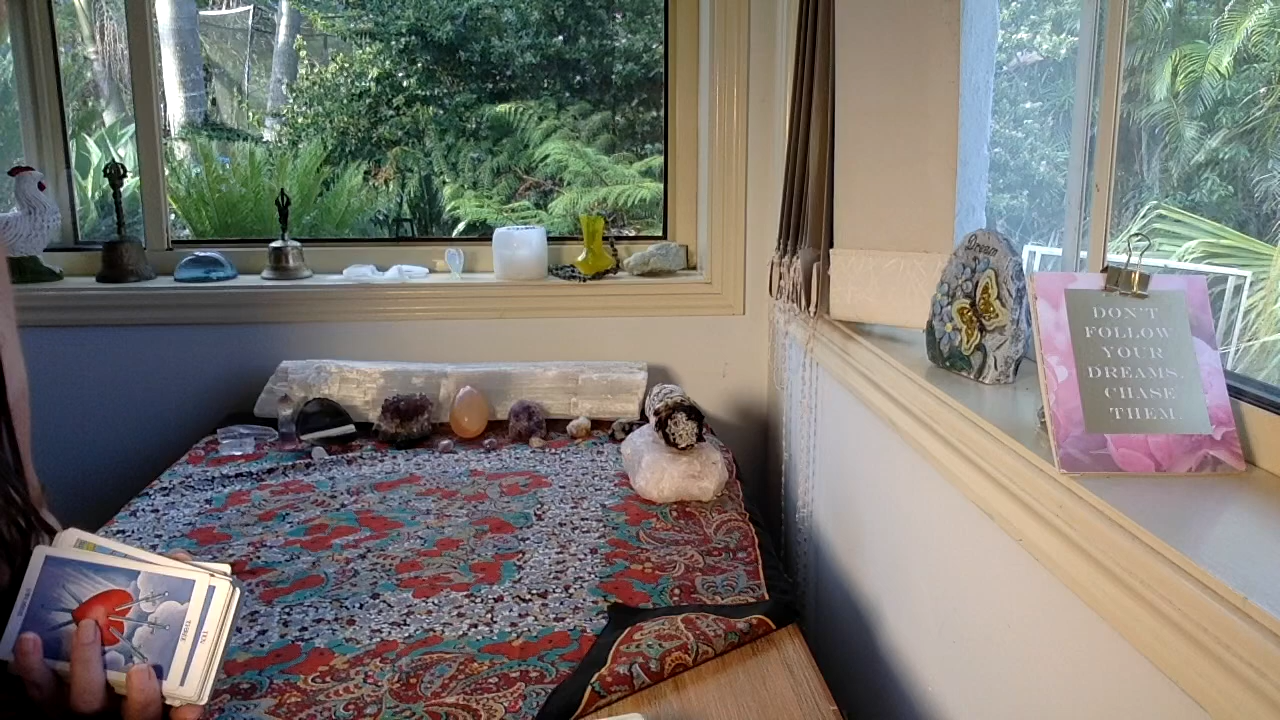 Dream
DON'T
FOLLOW
YOUR
DREAMS.
CHASE
THEM.
THREE